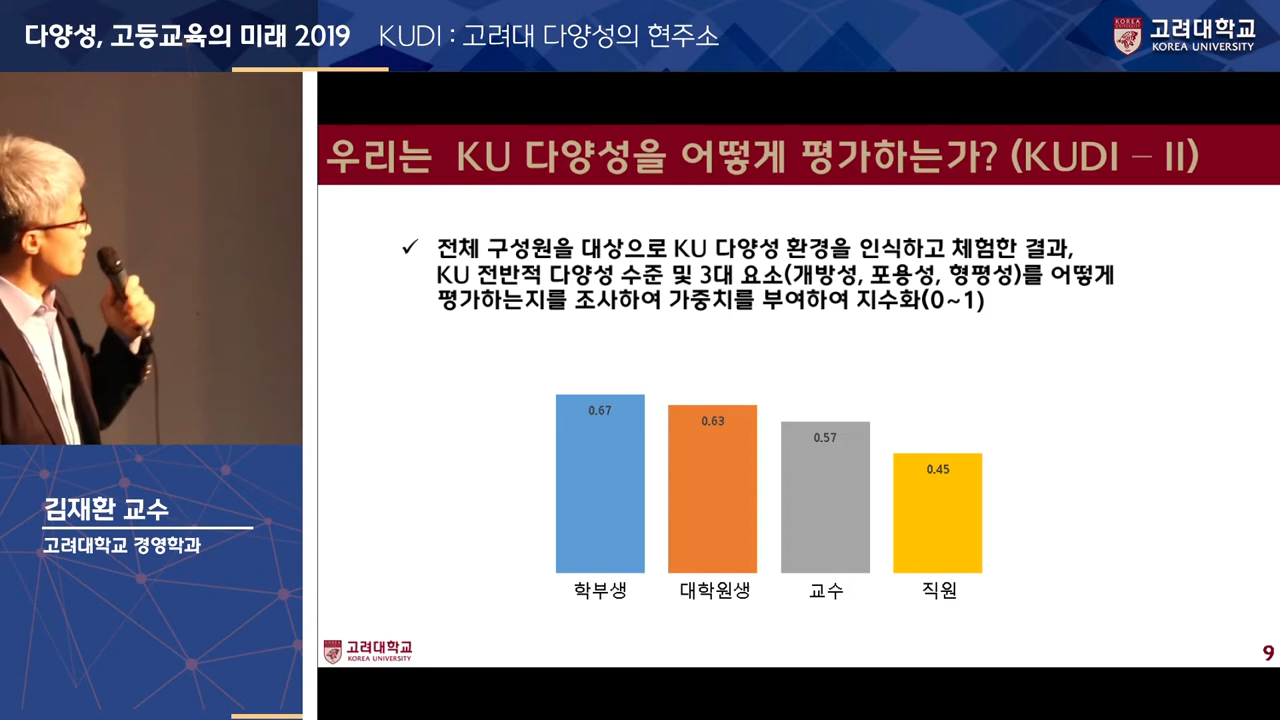 다양성, 고등교육의 미래 2019 KUDI : 고려대 다양성의 현주소
KOREA
고려대학교
KOREA UNIVERSITY
우리는 KU 다양성을 어떻게 평가하는가? (KUDI – II)
✓ 전체 구성원을 대상으로 KU 다양성 환경을 인식하고 체험한 결과,
KU 전반적 다양성 수준 및 3대 요소(개방성, 포용성, 형평성)를 어떻게
평가하는지를 조사하여 가중치를 부여하여 지수화(0~1)
0.67
0.63
0.57
0.45
학부생
대학원생
교수
직원
김재환 교수
고려대학교 경영학과
고려대학교
KOREA UNIVERSITY
9